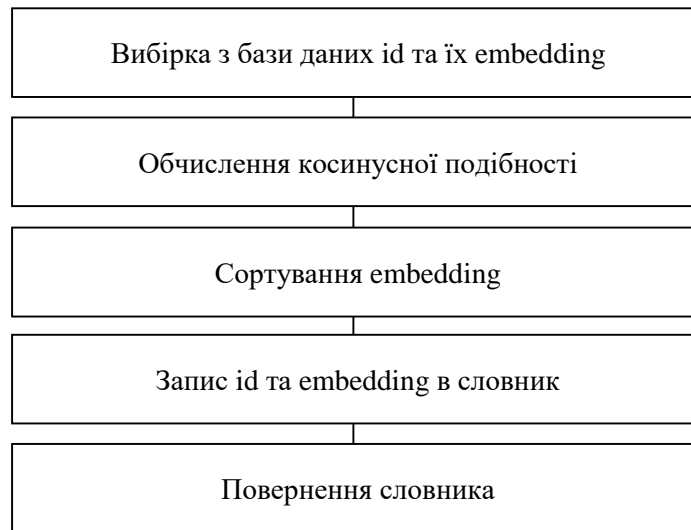 Вибірка з бази даних id та їх embedding
Обчислення косинусної подібності
Сортування embedding
Запис id та embedding в словник
Повернення словника